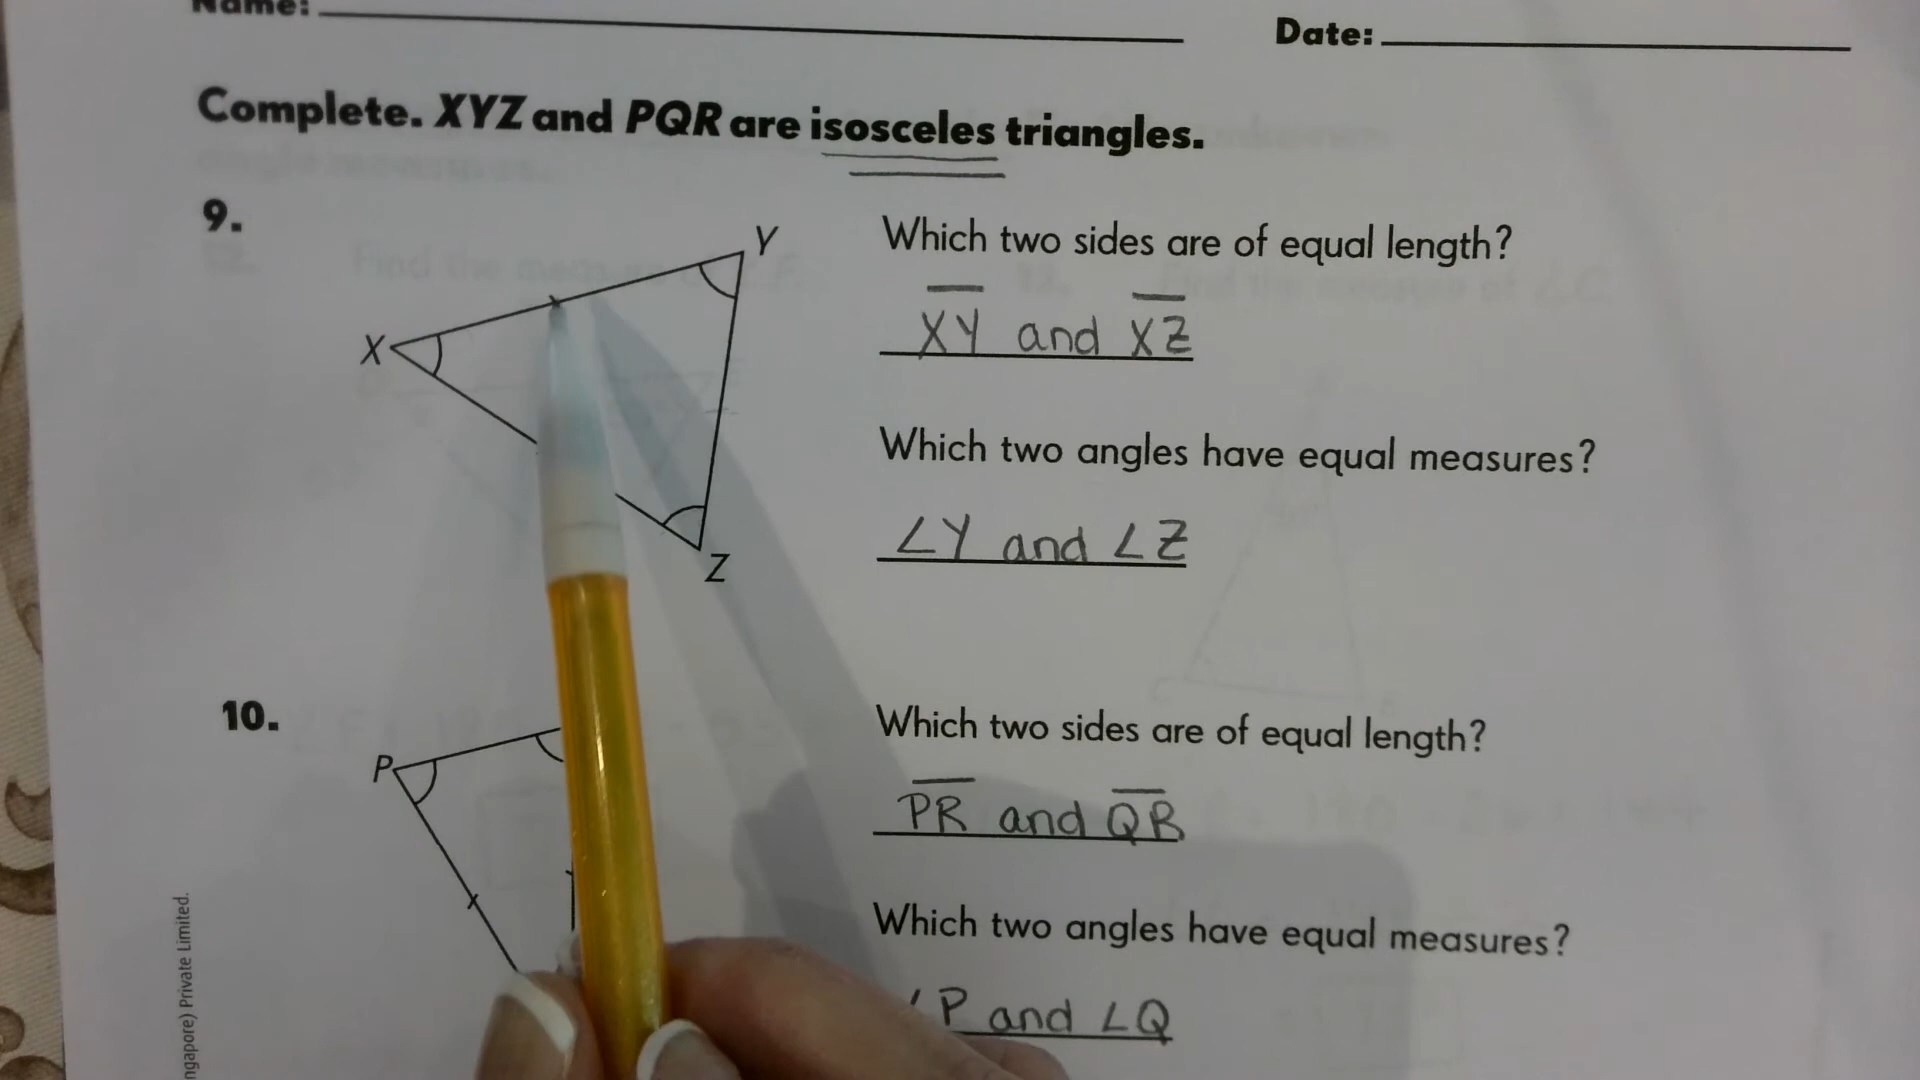 Name:
Date:
Complete. XYZ and PQR are isosceles triangles.
9.
Y
X
Z
Which two sides are of equal length?
XY and XZ
Which two angles have equal measures?
∠Y and ∠Z
10.
P
Which two sides are of equal length?
PR and QR
Which two angles have equal measures?
∠P and ∠Q
ngapore) Private Limited.